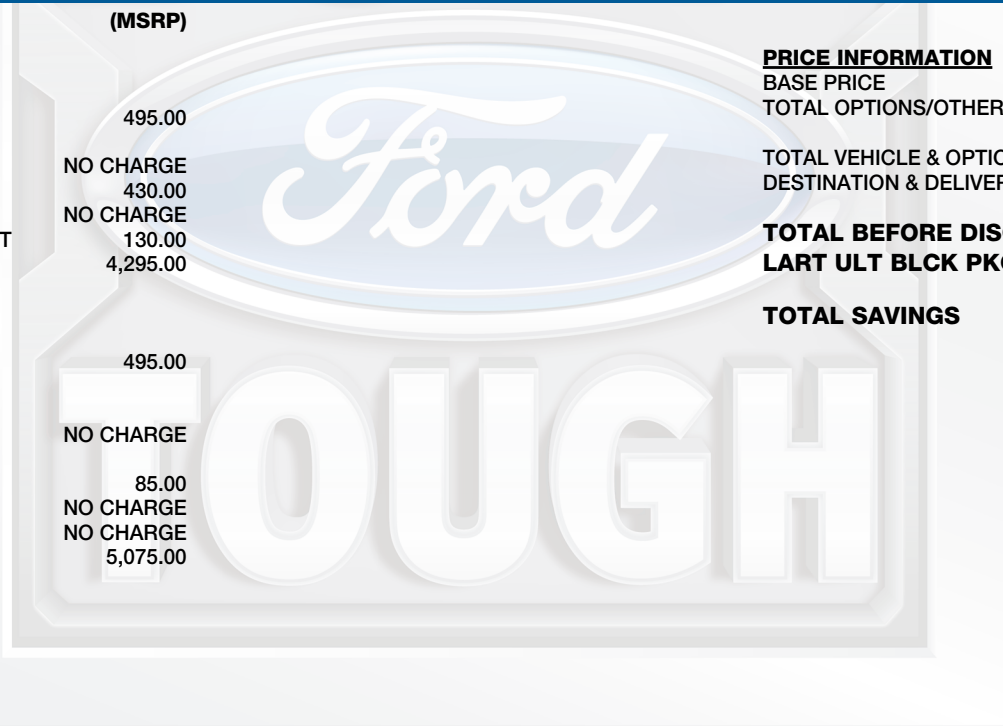 (MSRP)
495.00
NO CHARGE
430.00
NO CHARGE
T 130.00
4,295.00
495.00
NO CHARGE
85.00
NO CHARGE
NO CHARGE
5,075.00
Ford
TOUGH
PRICE INFORMATION
BASE PRICE
TOTAL OPTIONS/OTHER
TOTAL VEHICLE & OPTIO
DESTINATION & DELIVER
TOTAL BEFORE DIS
LART ULT BLCK PK
TOTAL SAVINGS